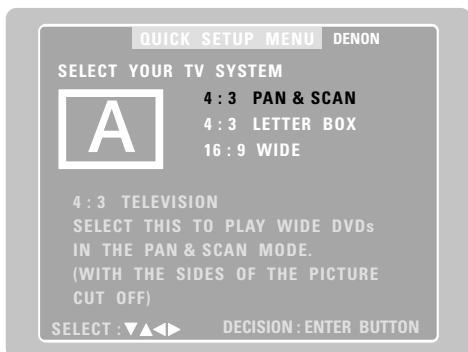 QUICK SETUP MENU DENON
SELECT YOUR TV SYSTEM
A
4 : 3 PAN & SCAN
4 : 3 LETTER BOX
16 : 9 WIDE
4 : 3 TELEVISION
SELECT THIS TO PLAY WIDE DVDs
IN THE PAN & SCAN MODE.
(WITH THE SIDES OF THE PICTURE
CUT OFF)
SELECT : ▼▲◀▶ DECISION : ENTER BUTTON